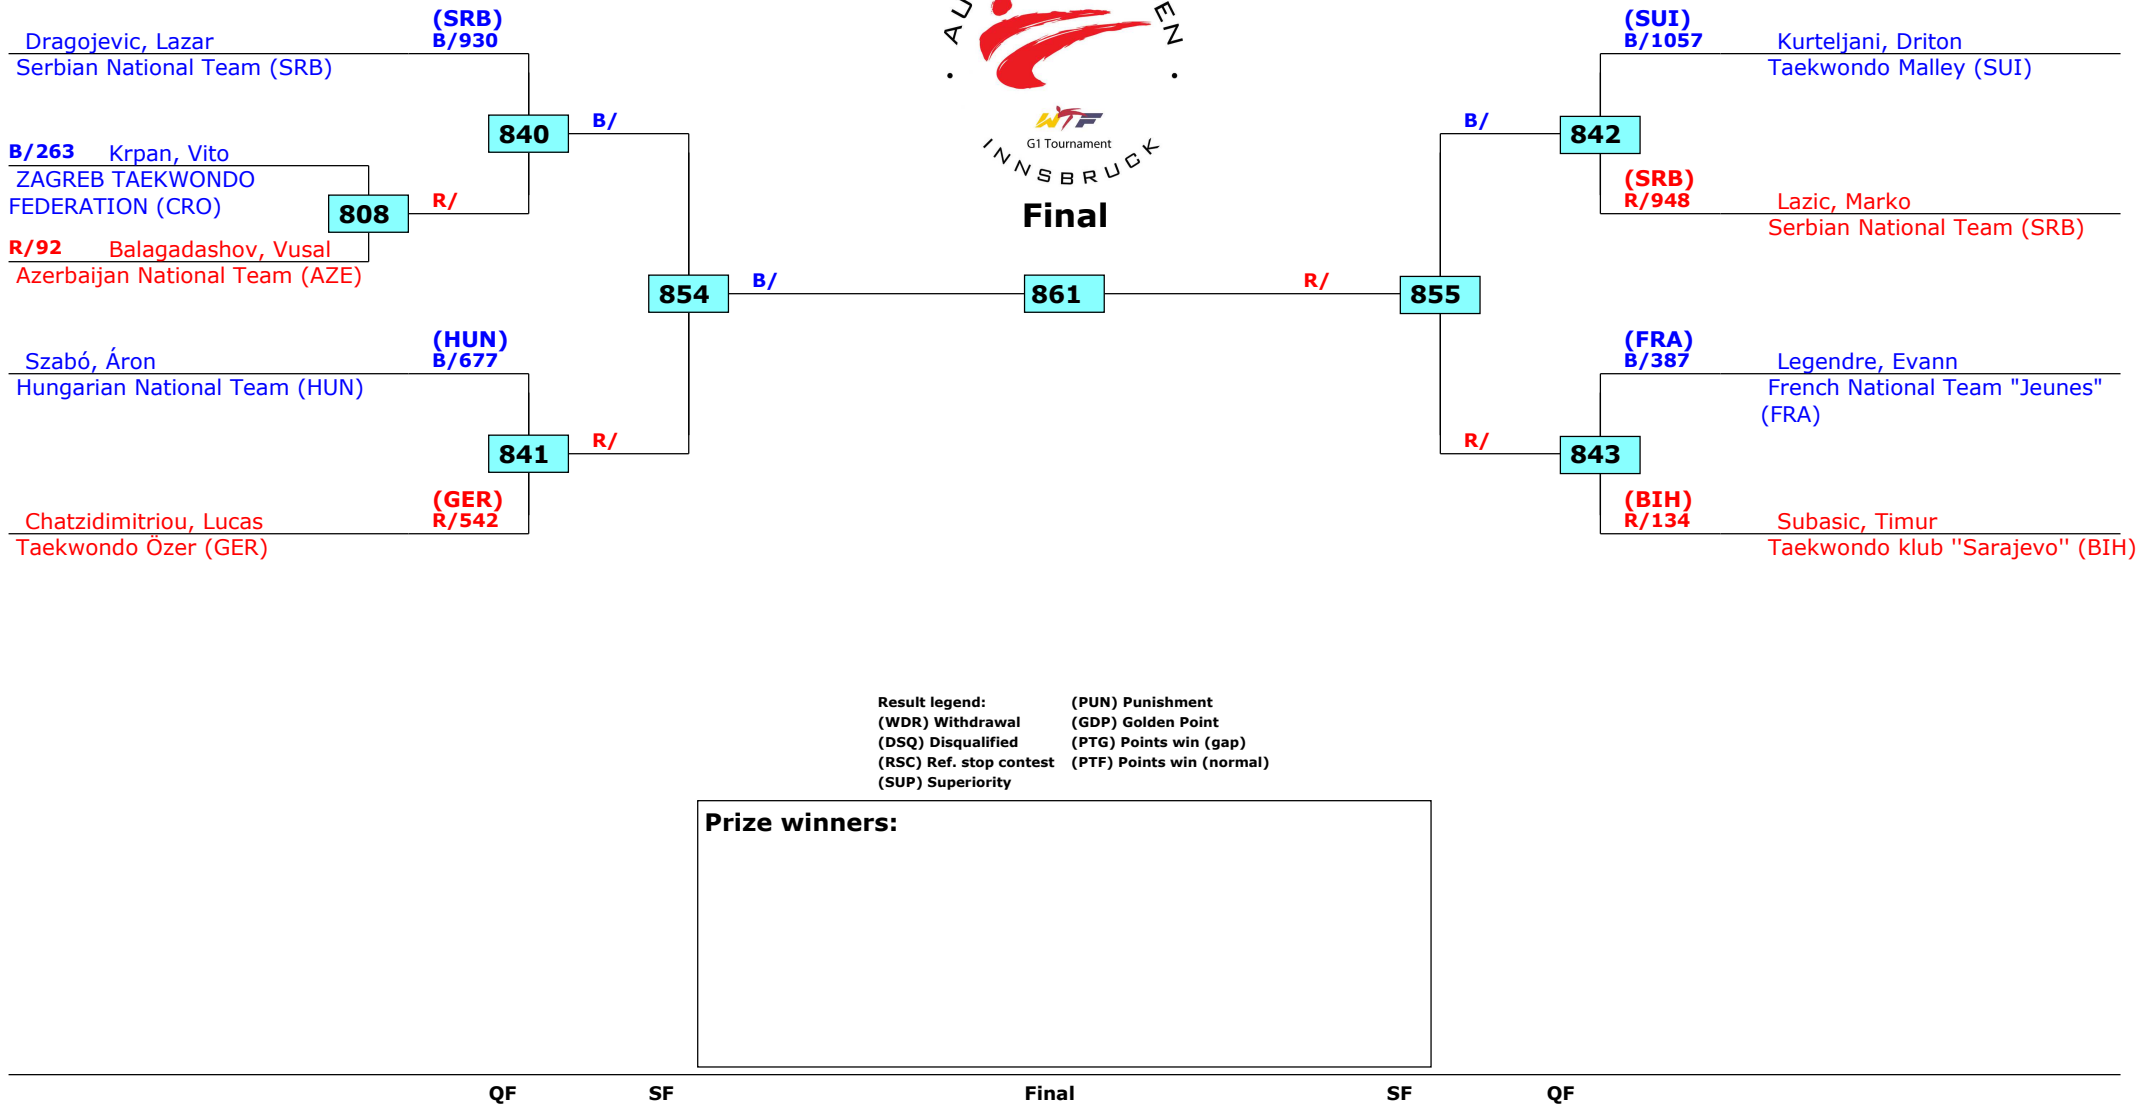 (SRB)
Dragojevic, Lazar B/930
Serbian National Team (SRB)
840
B/
B/263 Krpan, Vito
ZAGREB TAEKWONDO
FEDERATION (CRO)
808
R/
R/92 Balagadashov, Vusal
Azerbaijan National Team (AZE)
854
B/
(HUN)
Szabó, Áron B/677
Hungarian National Team (HUN)
841
R/
(GER)
Chatzidimitriou, Lucas R/542
Taekwondo Özer (GER)
WTF
G1 Tournament
INNSBRUCK
Final
861
(SUI)
B/1057 Kurteljani, Driton
Taekwondo Malley (SUI)
B/
842
(SRB)
R/948 Lazic, Marko
Serbian National Team (SRB)
R/
855
(FRA)
B/387 Legendre, Evann
French National Team "Jeunes"
(FRA)
R/
843
(BIH)
R/134 Subasic, Timur
Taekwondo klub ''Sarajevo'' (BIH)
Result legend: (PUN) Punishment
(WDR) Withdrawal (GDP) Golden Point
(DSQ) Disqualified (PTG) Points win (gap)
(RSC) Ref. stop contest (PTF) Points win (normal)
(SUP) Superiority
Prize winners:
QF SF Final SF QF